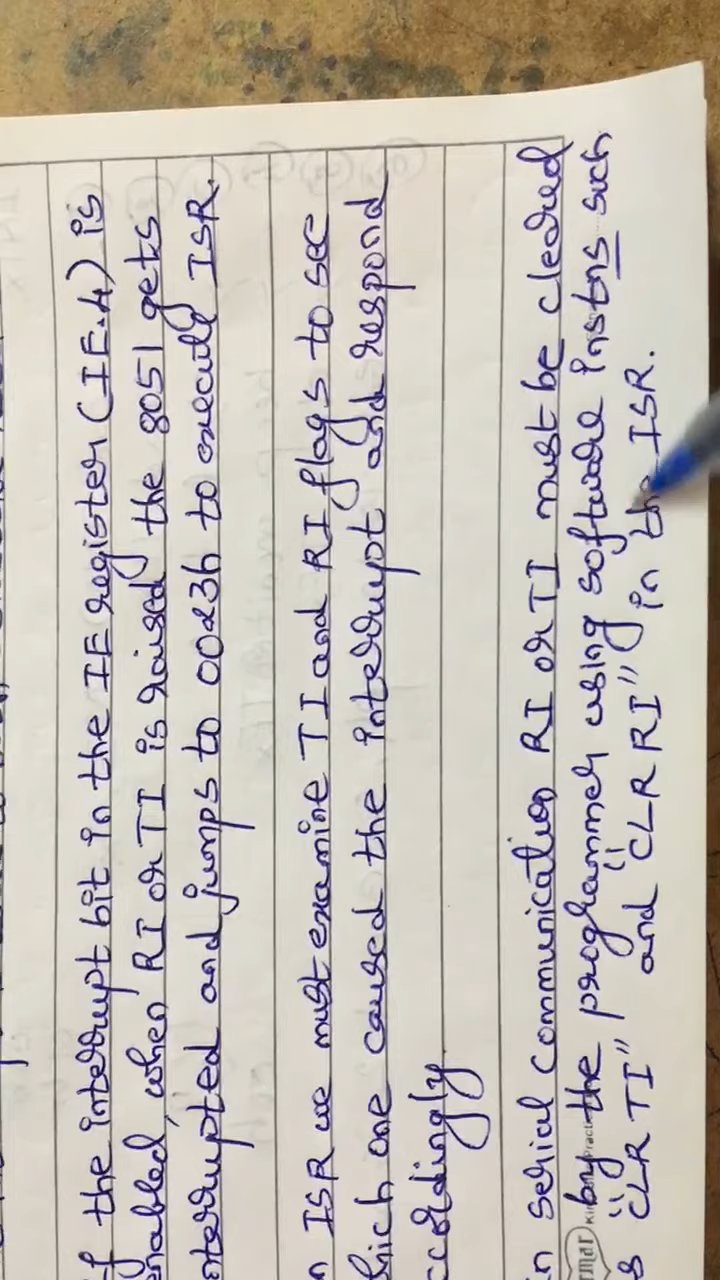 f the interrupt bit in the IE register (IE.4) is
enabled, when RI or TI is raised the 8051 gets
nterrupted and jumps to 0023h to execute ISR.
n ISR we must examine TI and RI flags to see
hich one caused the interrupt and respond
ccordingly
n serial communication RI or TI must be cleared
by the programmer using software instns such
s "CLR TI" and "CLR RI" in the ISR.